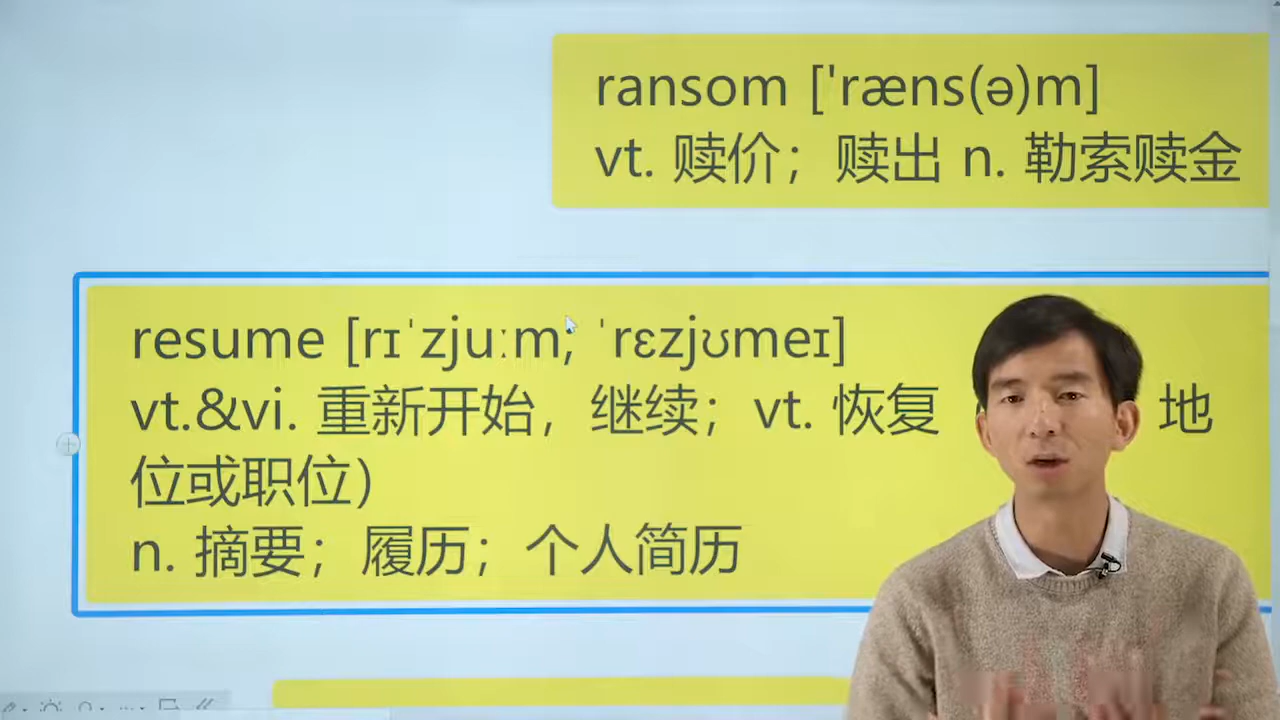 ransom [ˈræns(ə)m]
vt. 赎价；赎出 n. 勒索赎金
resume [rɪˈzjuːm, ˈrɛzjʊmeɪ]
vt.&vi. 重新开始，继续；vt. 恢复 地
位或职位）
n. 摘要；履历；个人简历